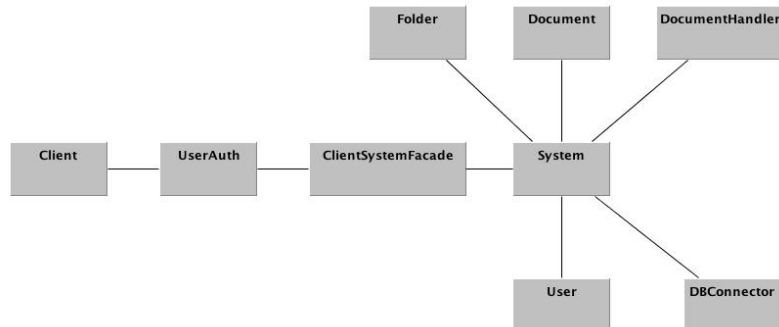 Folder
Document
DocumentHandler
Client
UserAuth
ClientSystemFacade
System
User
DBConnector